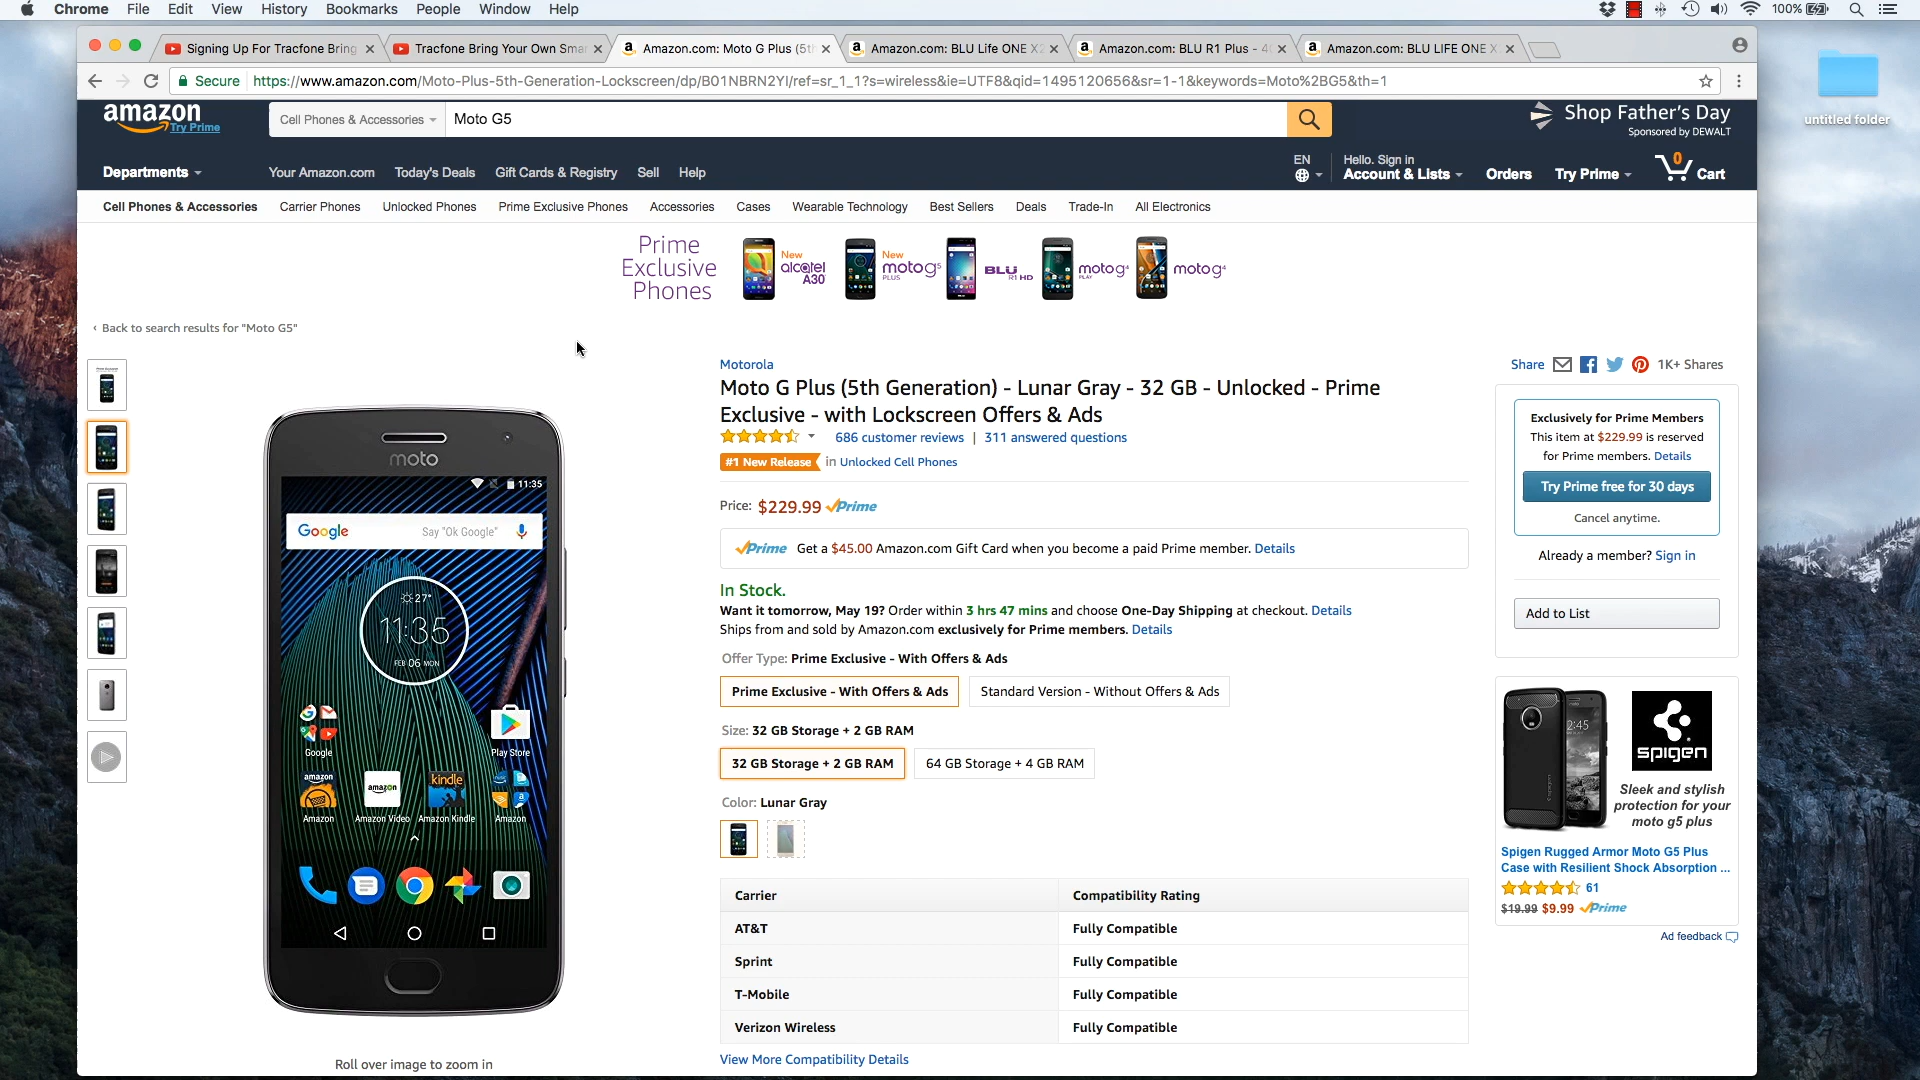 Chrome File Edit View History Bookmarks People Window Help 100%
Signing Up For Tracfone Bring
Tracfone Bring Your Own Sma
Amazon.com: Moto G Plus (5t
Amazon.com: BLU Life ONE X2
Amazon.com: BLU R1 Plus - 4
Amazon.com: BLU LIFE ONE X
Secure https://www.amazon.com/Moto-Plus-5th-Generation-Lockscreen/dp/B01NBRN2YI/ref=sr_1_1?s=wireless&ie=UTF8&qid=1495120656&sr=1-1&keywords=Moto%2BG5&th=1
untitled folder
amazon
Try Prime
Cell Phones & Accessories
Moto G5
Shop Father's Day
Sponsored by DEWALT
Departments
Your Amazon.com Today's Deals Gift Cards & Registry Sell Help
EN
Hello. Sign in
Account & Lists
Orders
Try Prime
0
Cart
Cell Phones & Accessories Carrier Phones Unlocked Phones Prime Exclusive Phones Accessories Cases Wearable Technology Best Sellers Deals Trade-In All Electronics
Prime
Exclusive
Phones
New
alcatel
A30
New
moto g5
PLUS
BLU R1 HD
moto g4
PLAY
moto g4
‹ Back to search results for "Moto G5"
moto
11:35
Google Say "Ok Google"
27°
11:35
FEB 06 MON
Google
Play Store
amazon
amazon
kindle
Amazon
Amazon Video
Amazon Kindle
Amazon
Roll over image to zoom in
Motorola
Moto G Plus (5th Generation) - Lunar Gray - 32 GB - Unlocked - Prime
Exclusive - with Lockscreen Offers & Ads
686 customer reviews | 311 answered questions
#1 New Release in Unlocked Cell Phones
Price: $229.99 Prime
Prime Get a $45.00 Amazon.com Gift Card when you become a paid Prime member. Details
In Stock.
Want it tomorrow, May 19? Order within 3 hrs 47 mins and choose One-Day Shipping at checkout. Details
Ships from and sold by Amazon.com exclusively for Prime members. Details
Offer Type: Prime Exclusive - With Offers & Ads
Prime Exclusive - With Offers & Ads
Standard Version - Without Offers & Ads
Size: 32 GB Storage + 2 GB RAM
32 GB Storage + 2 GB RAM
64 GB Storage + 4 GB RAM
Color: Lunar Gray
Carrier Compatibility Rating
AT&T Fully Compatible
Sprint Fully Compatible
T-Mobile Fully Compatible
Verizon Wireless Fully Compatible
View More Compatibility Details
Share 1K+ Shares
Exclusively for Prime Members
This item at $229.99 is reserved
for Prime members. Details
Try Prime free for 30 days
Cancel anytime.
Already a member? Sign in
Add to List
2:45
spigen
Sleek and stylish
protection for your
moto g5 plus
Spigen Rugged Armor Moto G5 Plus
Case with Resilient Shock Absorption ...
61
$19.99 $9.99 Prime
Ad feedback